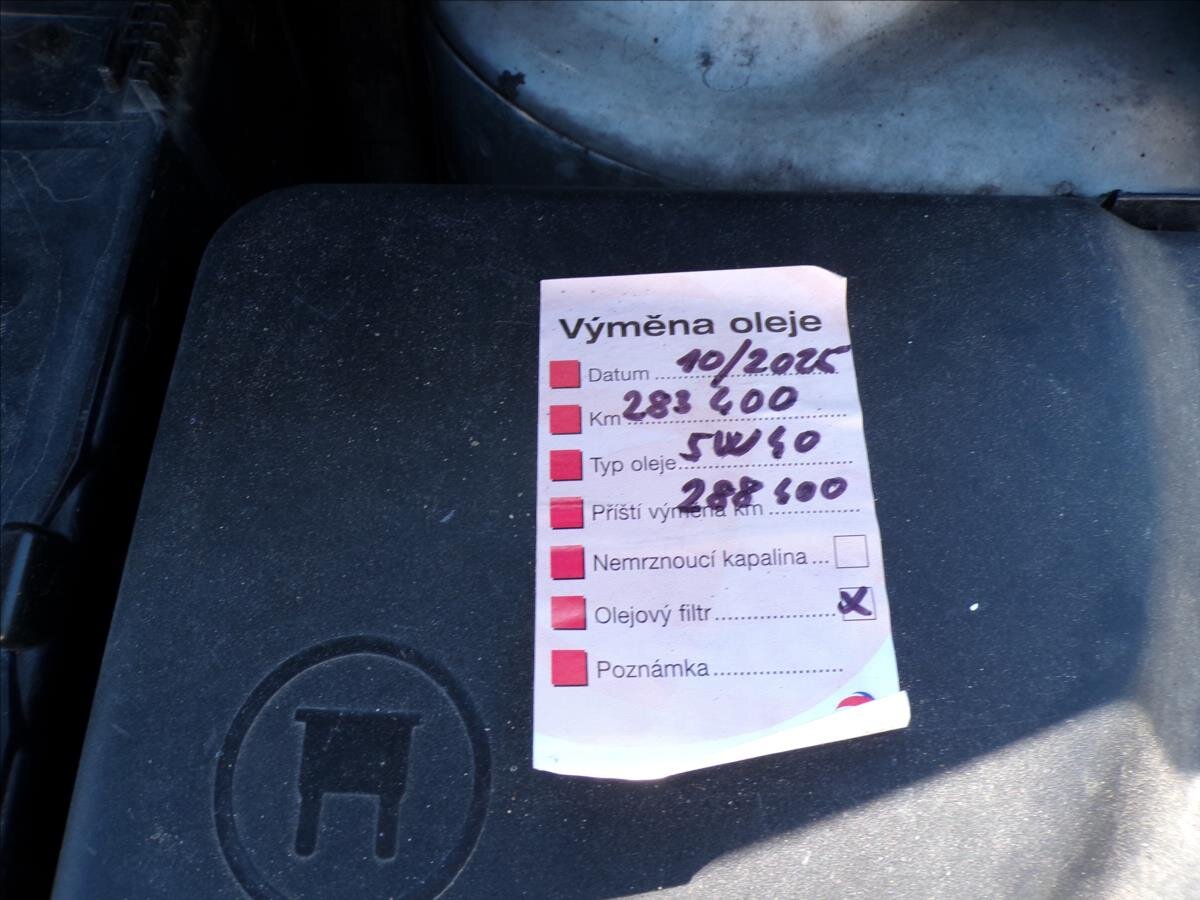 Výměna oleje
Datum 10/2025
Km 283 400
Typ oleje 5W40
Příští výměna km 288 400
Nemrznoucí kapalina ...
Olejový filtr X
Poznámka